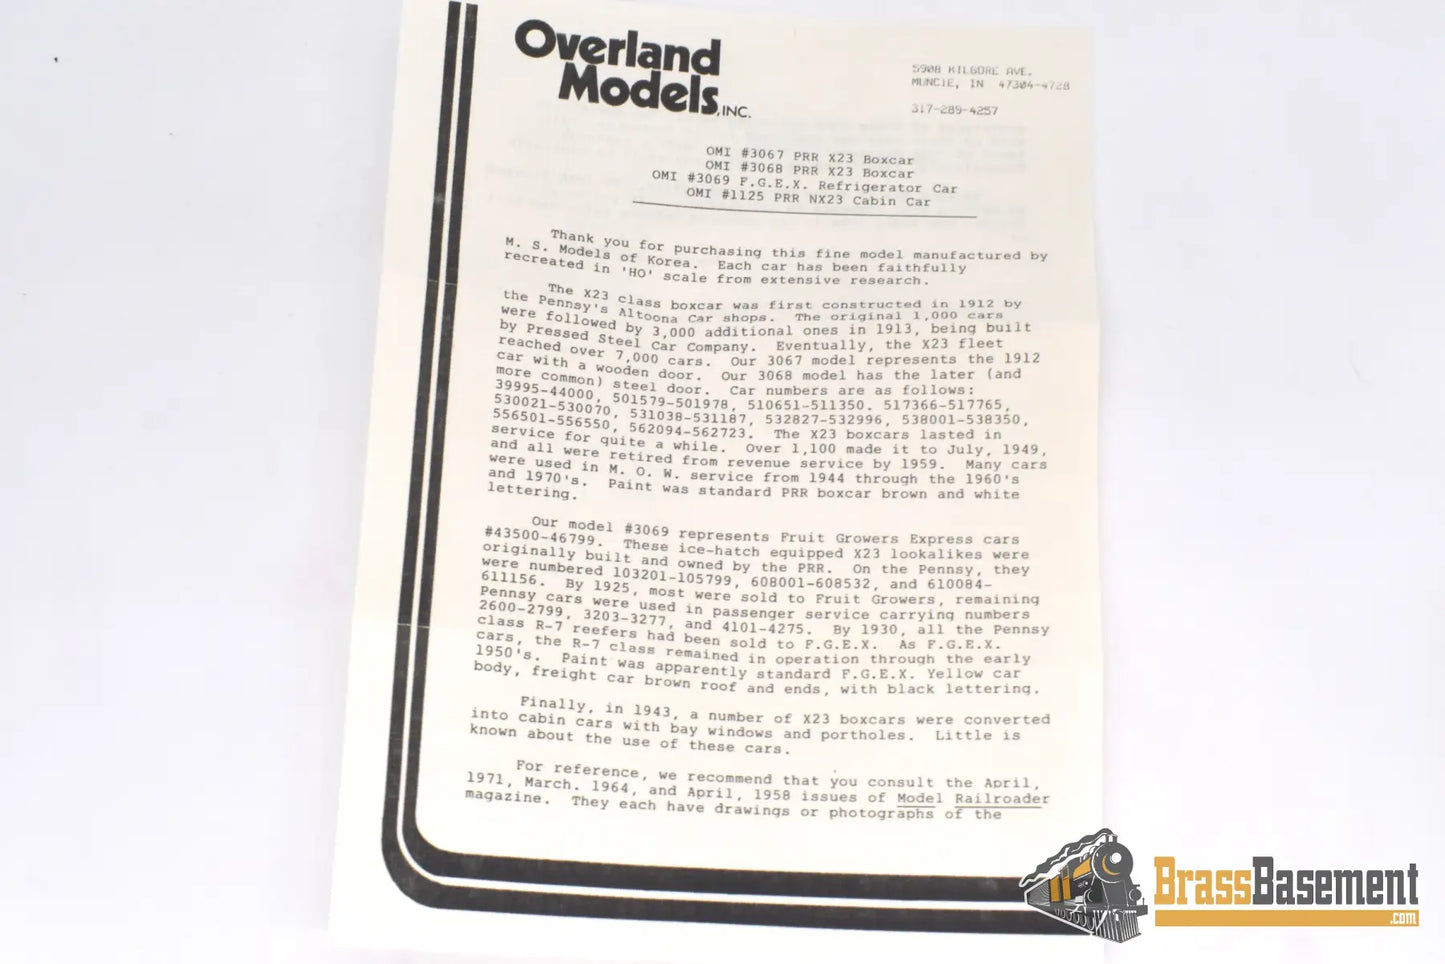 Overland
Models, INC.
5908 KILGORE AVE.
MUNCIE, IN 47304-4728
317-289-4257
OMI #3067 PRR X23 Boxcar
OMI #3068 PRR X23 Boxcar
OMI #3069 F.G.E.X. Refrigerator Car
OMI #1125 PRR NX23 Cabin Car
Thank you for purchasing this fine model manufactured by
M. S. Models of Korea. Each car has been faithfully
recreated in 'HO' scale from extensive research.
The X23 class boxcar was first constructed in 1912 by
the Pennsy's Altoona Car shops. The original 1,000 cars
were followed by 3,000 additional ones in 1913, being built
by Pressed Steel Car Company. Eventually, the X23 fleet
reached over 7,000 cars. Our 3067 model represents the 1912
car with a wooden door. Our 3068 model has the later (and
more common) steel door. Car numbers are as follows:
39995-44000, 501579-501978, 510651-511350. 517366-517765,
530021-530070, 531038-531187, 532827-532996, 538001-538350,
556501-556550, 562094-562723. The X23 boxcars lasted in
service for quite a while. Over 1,100 made it to July, 1949,
and all were retired from revenue service by 1959. Many cars
were used in M. O. W. service from 1944 through the 1960's
and 1970's. Paint was standard PRR boxcar brown and white
lettering.
Our model #3069 represents Fruit Growers Express cars
#43500-46799. These ice-hatch equipped X23 lookalikes were
originally built and owned by the PRR. On the Pennsy, they
were numbered 103201-105799, 608001-608532, and 610084-
611156. By 1925, most were sold to Fruit Growers, remaining
Pennsy cars were used in passenger service carrying numbers
2600-2799, 3203-3277, and 4101-4275. By 1930, all the Pennsy
class R-7 reefers had been sold to F.G.E.X. As F.G.E.X.
cars, the R-7 class remained in operation through the early
1950's. Paint was apparently standard F.G.E.X. Yellow car
body, freight car brown roof and ends, with black lettering.
Finally, in 1943, a number of X23 boxcars were converted
into cabin cars with bay windows and portholes. Little is
known about the use of these cars.
For reference, we recommend that you consult the April,
1971, March. 1964, and April, 1958 issues of Model Railroader
magazine. They each have drawings or photographs of the
BrassBasement
.com